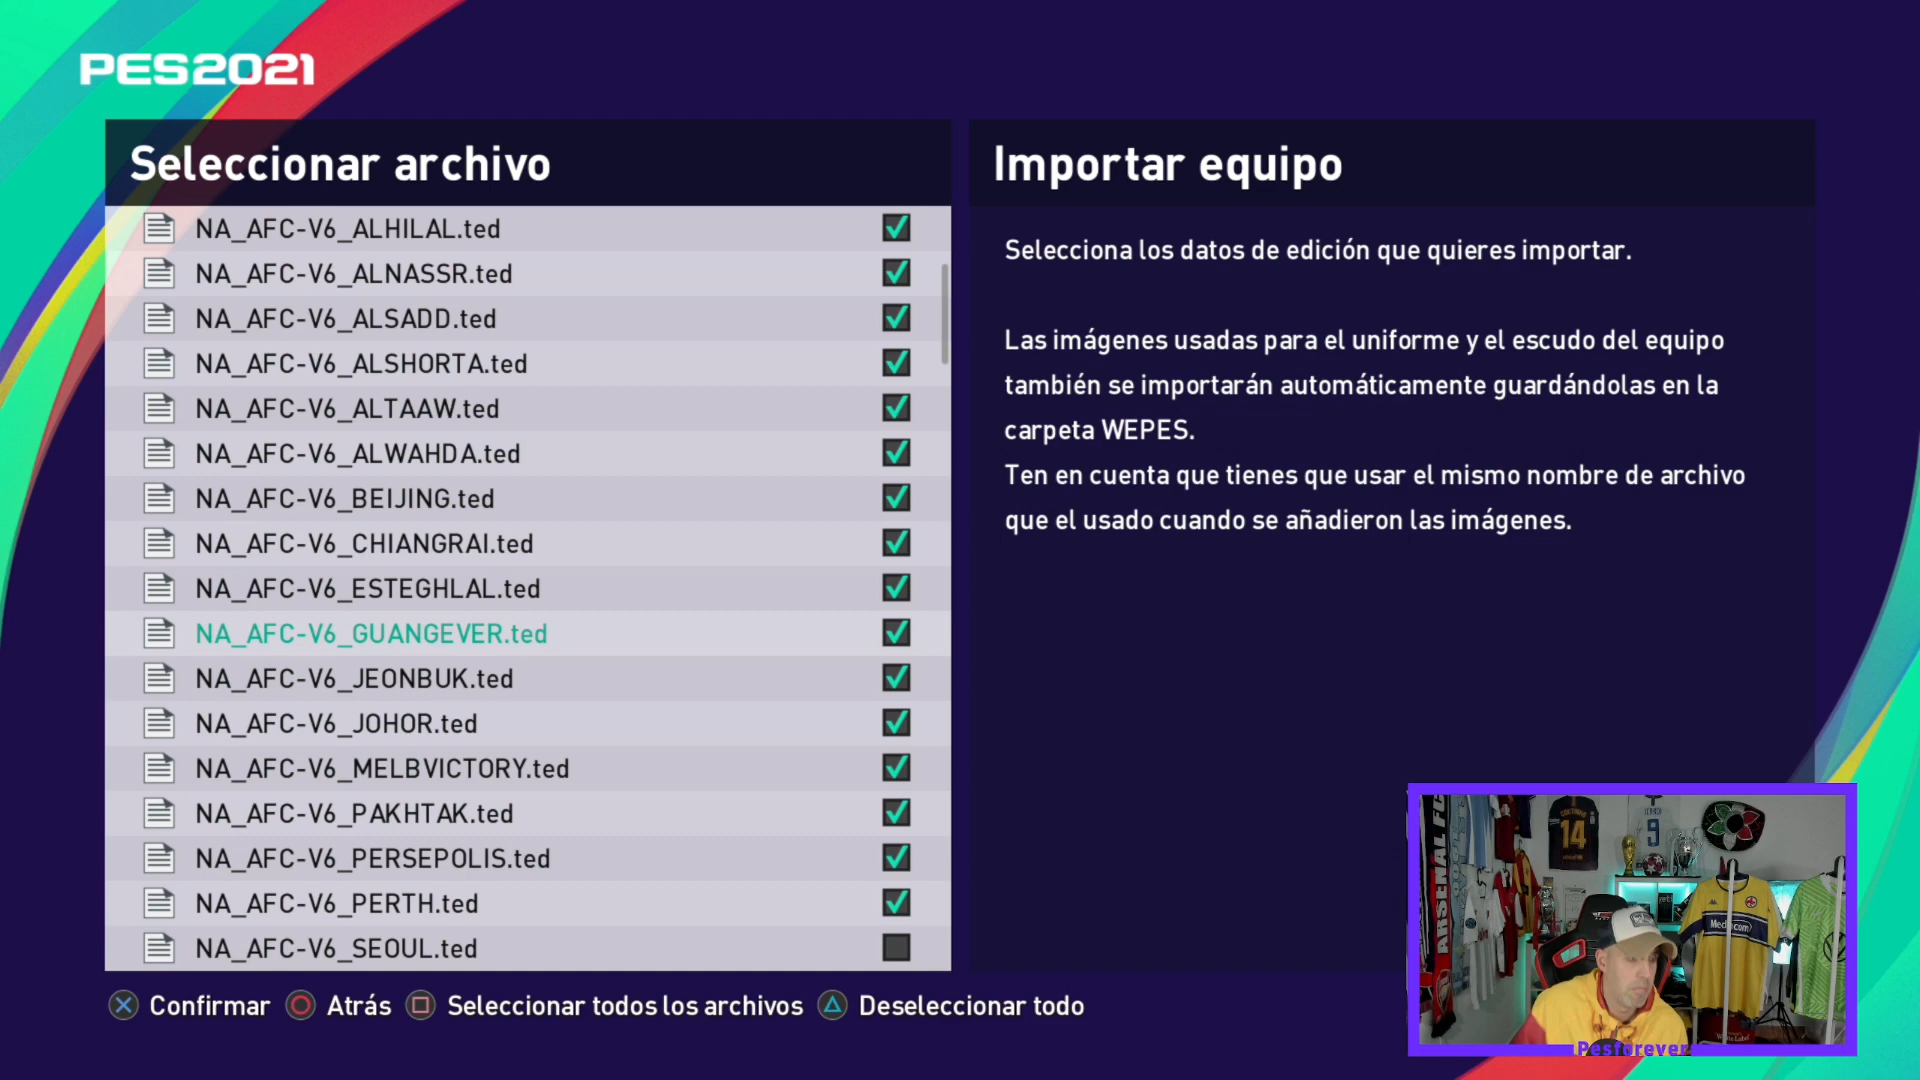 PES2021
Seleccionar archivo
NA_AFC-V6_ALHILAL.ted
NA_AFC-V6_ALNASSR.ted
NA_AFC-V6_ALSADD.ted
NA_AFC-V6_ALSHORTA.ted
NA_AFC-V6_ALTAAW.ted
NA_AFC-V6_ALWAHDA.ted
NA_AFC-V6_BEIJING.ted
NA_AFC-V6_CHIANGRAI.ted
NA_AFC-V6_ESTEGHLAL.ted
NA_AFC-V6_GUANGEVER.ted
NA_AFC-V6_JEONBUK.ted
NA_AFC-V6_JOHOR.ted
NA_AFC-V6_MELBVICTORY.ted
NA_AFC-V6_PAKHTAK.ted
NA_AFC-V6_PERSEPOLIS.ted
NA_AFC-V6_PERTH.ted
NA_AFC-V6_SEOUL.ted
Importar equipo
Selecciona los datos de edición que quieres importar.
Las imágenes usadas para el uniforme y el escudo del equipo
también se importarán automáticamente guardándolas en la
carpeta WEPES.
Ten en cuenta que tienes que usar el mismo nombre de archivo
que el usado cuando se añadieron las imágenes.
Confirmar Atrás Seleccionar todos los archivos Deseleccionar todo
ARSENAL FC
14
9
Pesforever